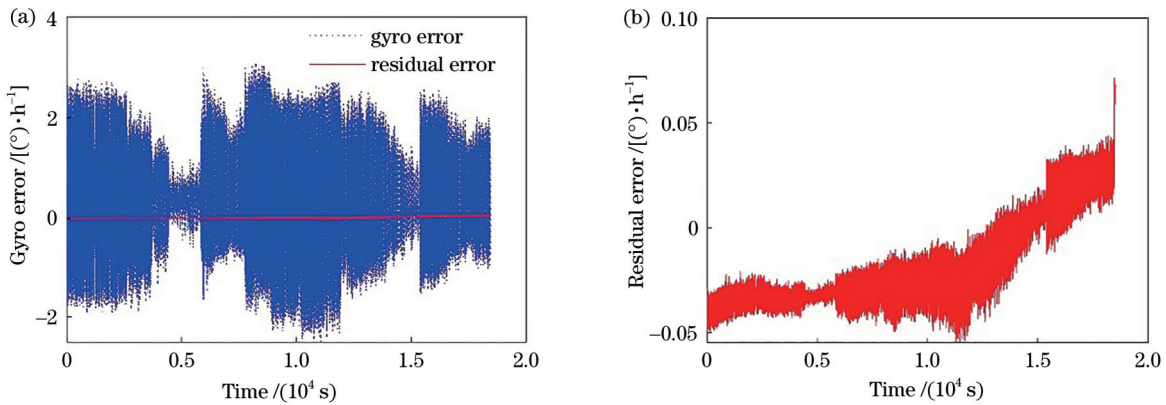 (a)
4
2
0
−2
Gyro error /[(°)·h⁻¹]
gyro error
residual error
0
0.5
1.0
1.5
2.0
Time /(10⁴ s)
(b)
0.10
0.05
0
−0.05
Residual error /[(°)·h⁻¹]
0
0.5
1.0
1.5
2.0
Time /(10⁴ s)